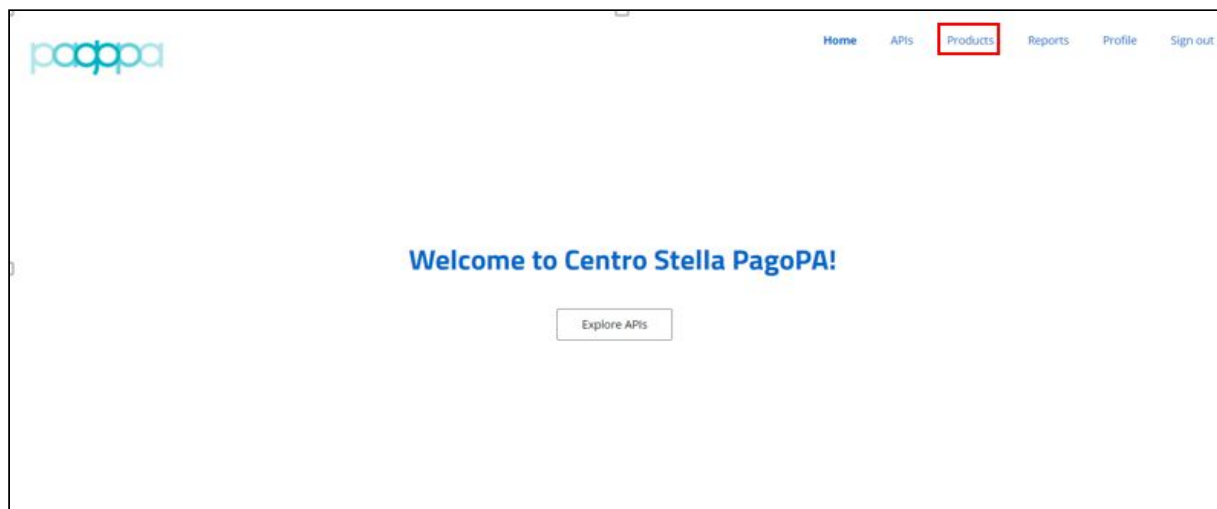 pagopa
Home APIs Products Reports Profile Sign out
Welcome to Centro Stella PagoPA!
Explore APIs